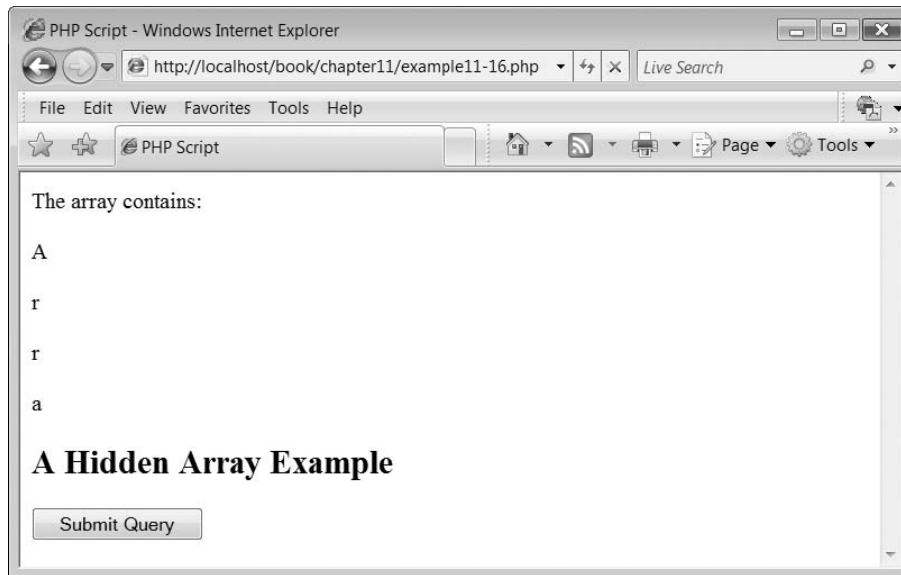 PHP Script - Windows Internet Explorer
http://localhost/book/chapter11/example11-16.php
Live Search
File Edit View Favorites Tools Help
PHP Script
Page Tools
The array contains:
A
r
r
a
A Hidden Array Example
Submit Query